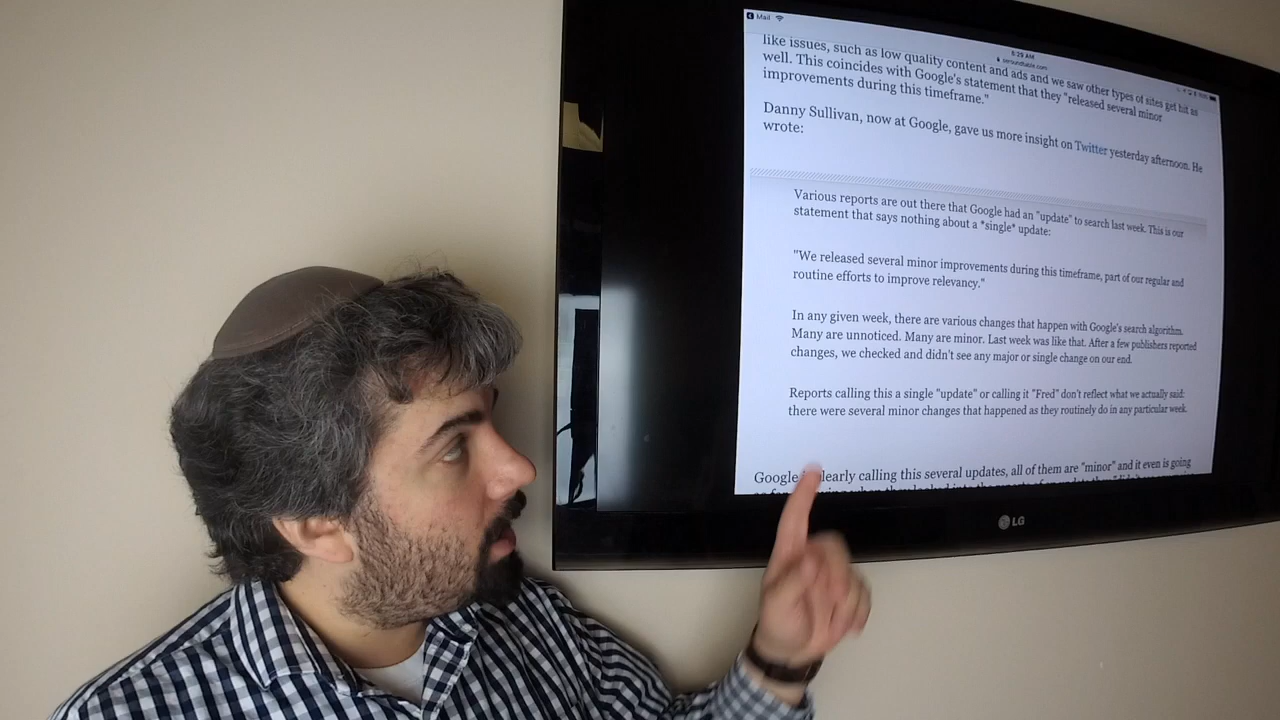 Mail
5:29 AM
seroundtable.com
like issues, such as low quality content and ads and we saw other types of sites get hit as
well. This coincides with Google's statement that they "released several minor
improvements during this timeframe."
Danny Sullivan, now at Google, gave us more insight on Twitter yesterday afternoon. He
wrote:
Various reports are out there that Google had an "update" to search last week. This is our
statement that says nothing about a *single* update:
"We released several minor improvements during this timeframe, part of our regular and
routine efforts to improve relevancy."
In any given week, there are various changes that happen with Google's search algorithm.
Many are unnoticed. Many are minor. Last week was like that. After a few publishers reported
changes, we checked and didn't see any major or single change on our end.
Reports calling this a single "update" or calling it "Fred" don't reflect what we actually said:
there were several minor changes that happened as they routinely do in any particular week.
Google is clearly calling this several updates, all of them are "minor" and it even is going
LG